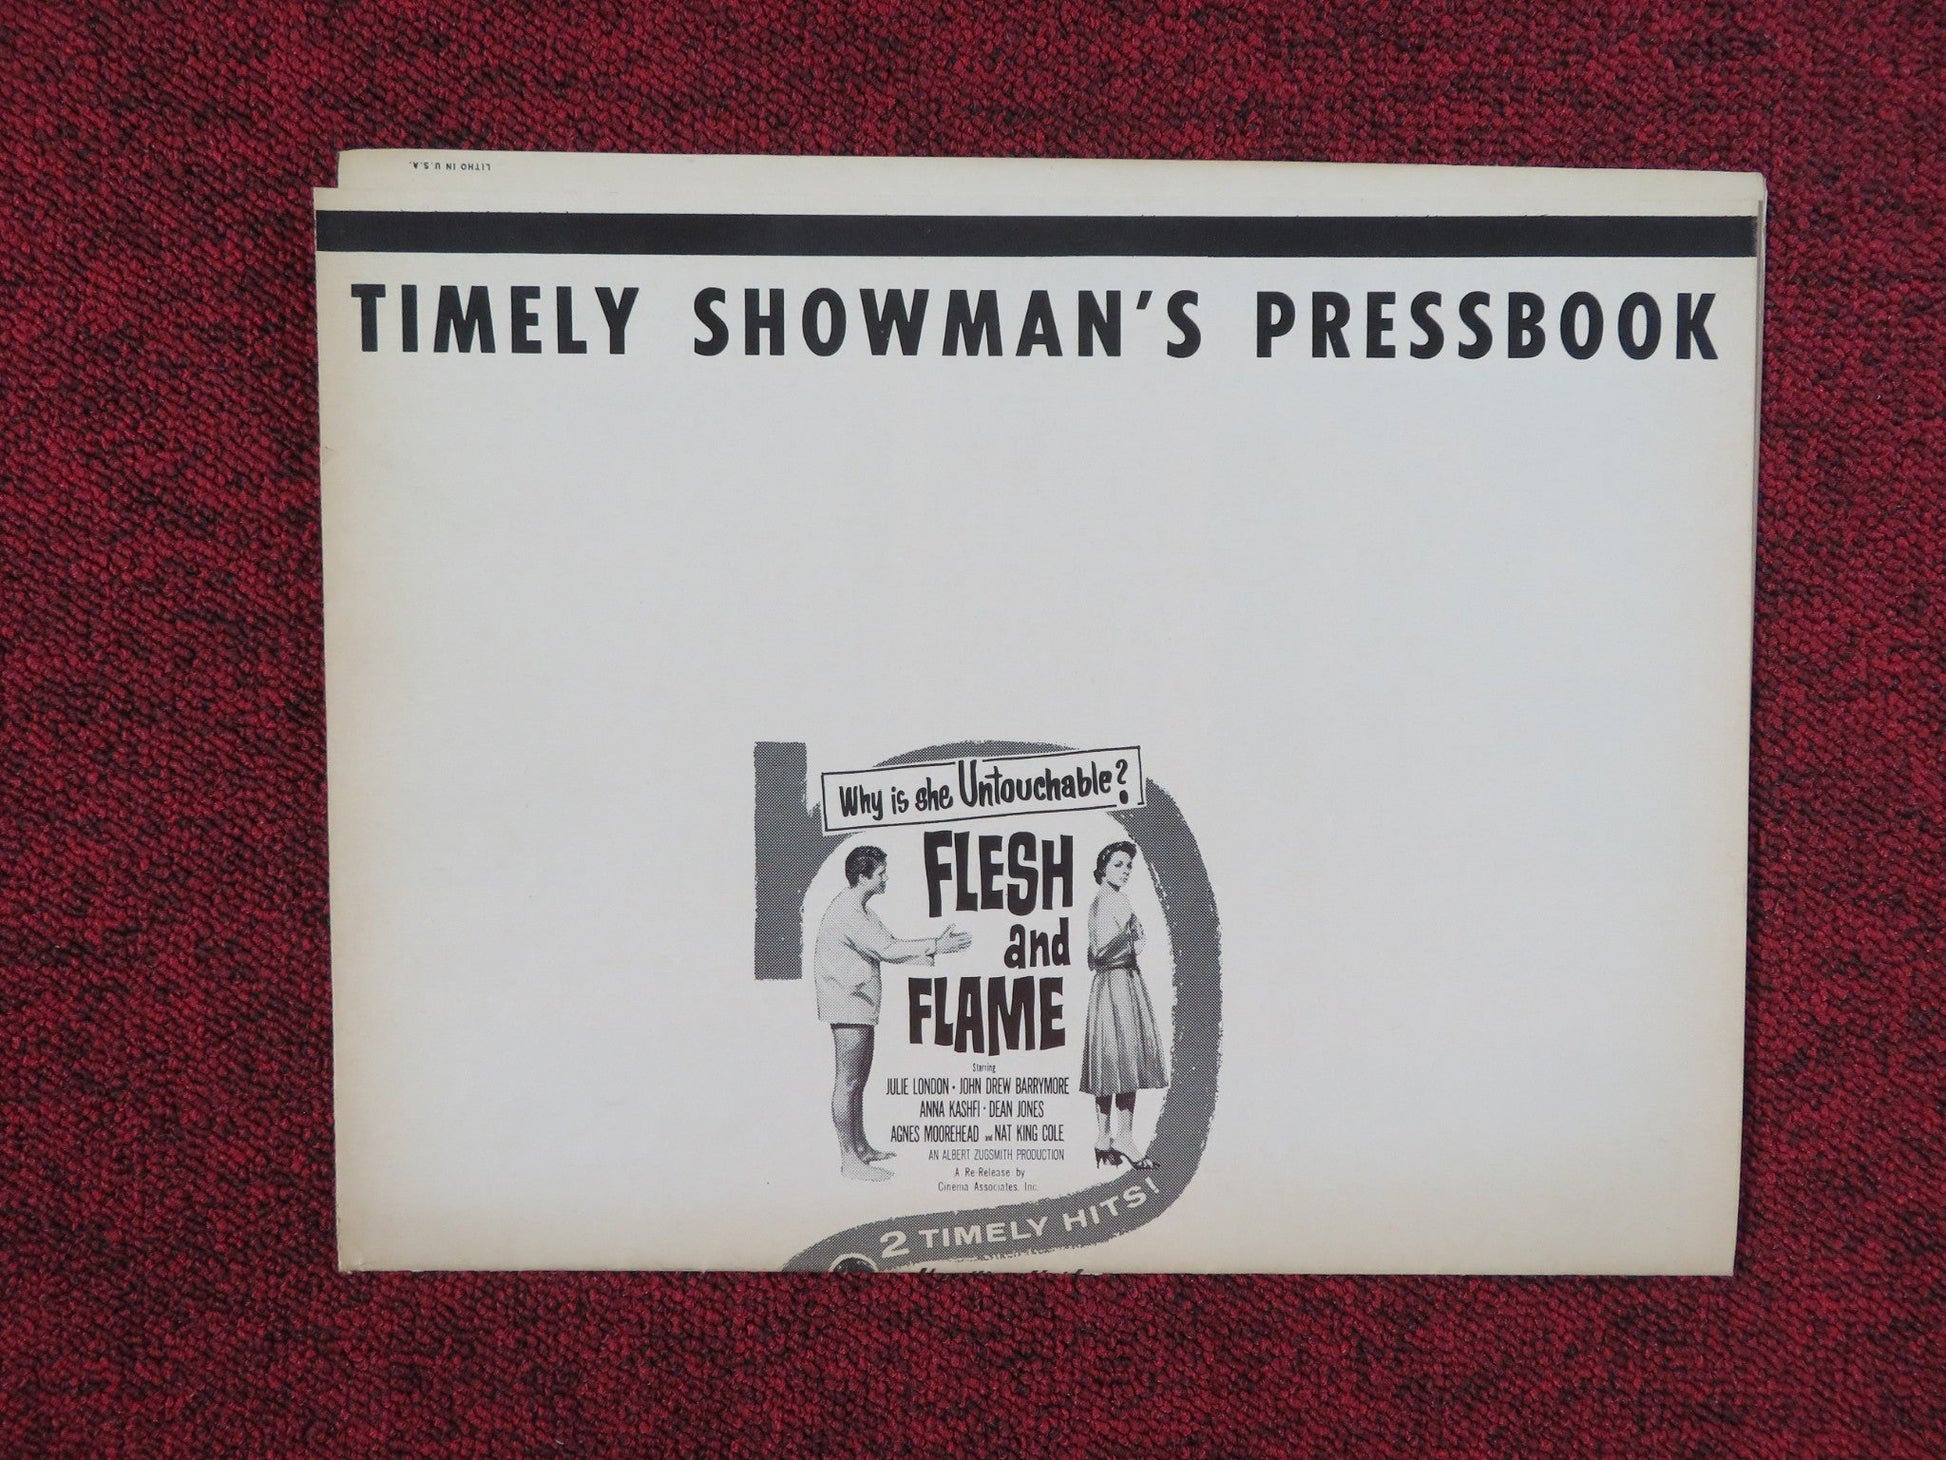 LITHO IN U.S.A.
TIMELY SHOWMAN'S PRESSBOOK
Why is she Untouchable?
FLESH
and
FLAME
Starring
JULIE LONDON · JOHN DREW BARRYMORE
ANNA KASHFI · DEAN JONES
AGNES MOOREHEAD and NAT KING COLE
AN ALBERT ZUGSMITH PRODUCTION
A Re-Release by
Cinema Associates, Inc.
2 TIMELY HITS!